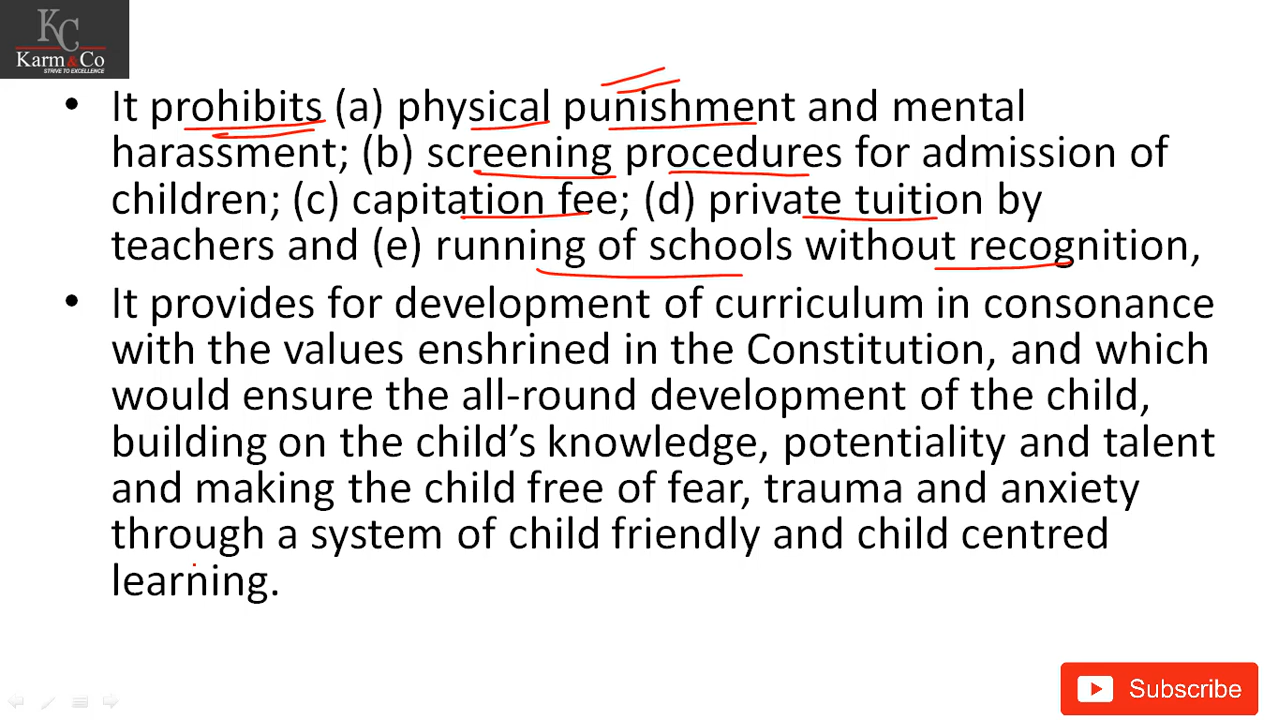 KC
Karm&Co
STRIVE TO EXCELLENCE
• It prohibits (a) physical punishment and mental
harassment; (b) screening procedures for admission of
children; (c) capitation fee; (d) private tuition by
teachers and (e) running of schools without recognition,
• It provides for development of curriculum in consonance
with the values enshrined in the Constitution, and which
would ensure the all-round development of the child,
building on the child’s knowledge, potentiality and talent
and making the child free of fear, trauma and anxiety
through a system of child friendly and child centred
learning.
Subscribe